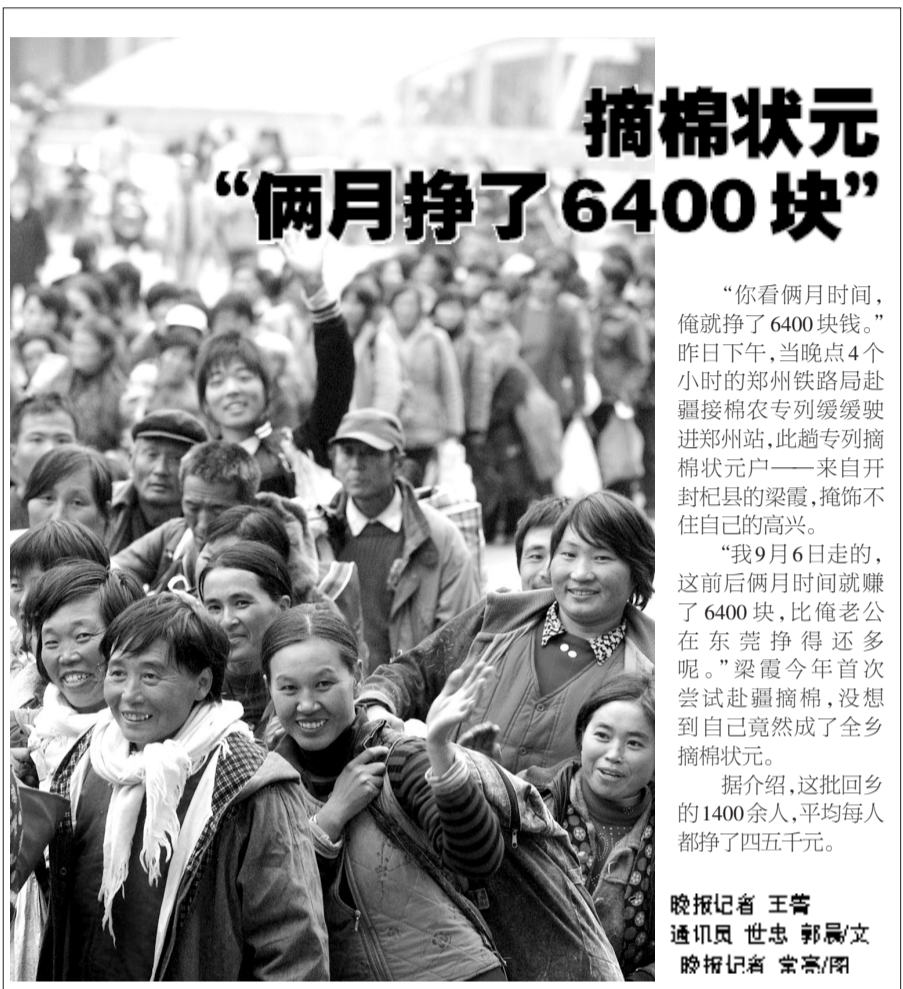 摘棉状元
“俩月挣了6400块”
“你看俩月时间，
俺就挣了6400块钱。”
昨日下午，当晚点4个
小时的郑州铁路局赴
疆接棉农专列缓缓驶
进郑州站，此趟专列摘
棉状元户——来自开
封杞县的梁霞，掩饰不
住自己的高兴。
“我9月6日走的，
这前后俩月时间就赚
了6400块，比俺老公
在东莞挣得还多
呢。”梁霞今年首次
尝试赴疆摘棉，没想
到自己竟然成了全乡
摘棉状元。
据介绍，这批回乡
的1400余人，平均每人
都挣了四五千元。
晚报记者 王菁
通讯员 世忠 郭晨/文
晚报记者 常亮/图